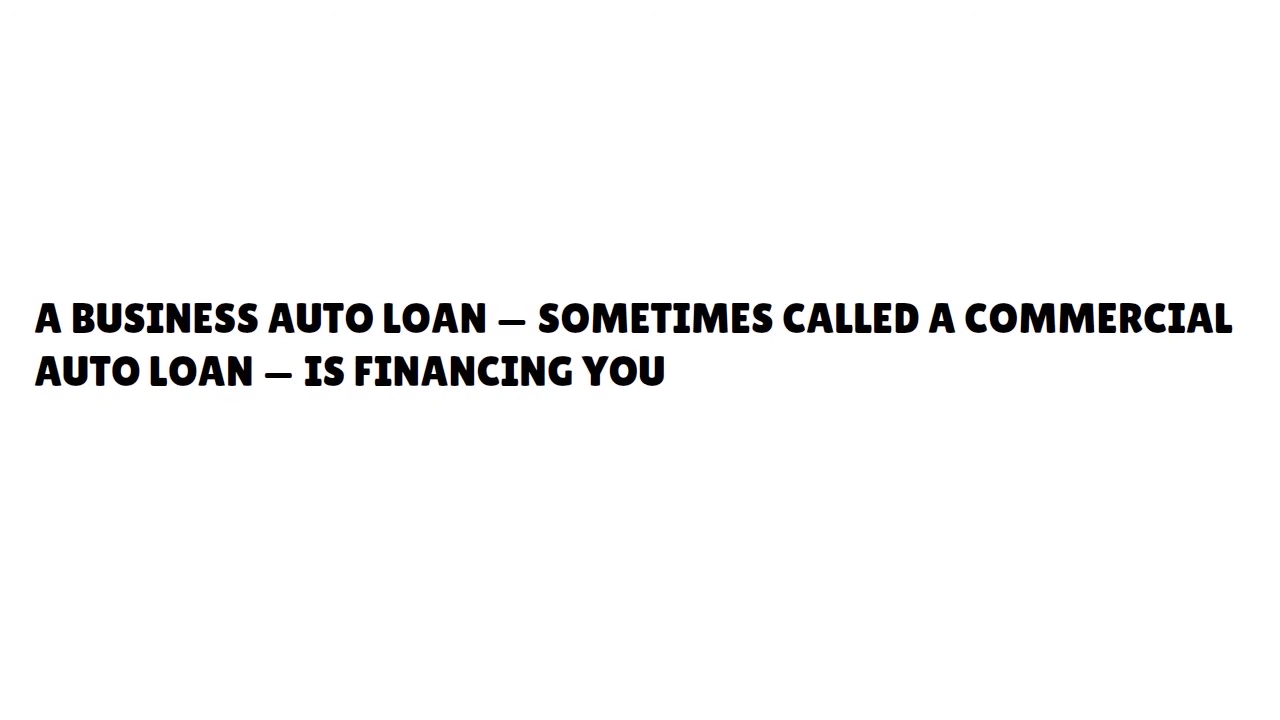 A BUSINESS AUTO LOAN — SOMETIMES CALLED A COMMERCIAL
AUTO LOAN — IS FINANCING YOU